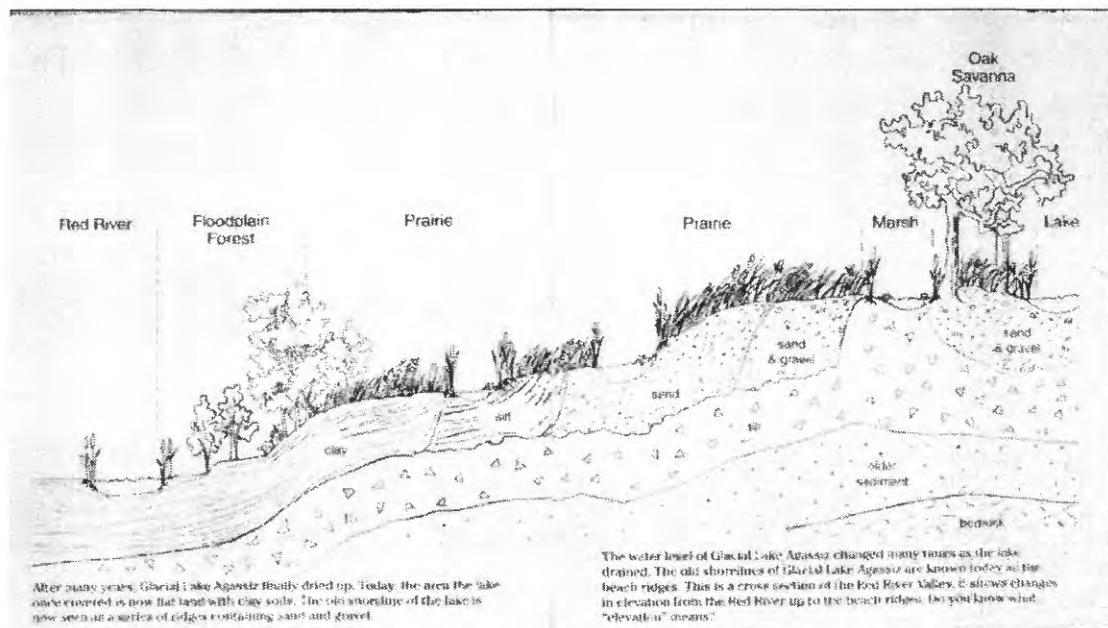 Oak
Savanna
Red River
Floodplain
Forest
Prairie
Prairie
Marsh
Lake
sand
& gravel
sand
& gravel
sand
silt
clay
till
till
older
sediment
bedrock
After many years, Glacial Lake Agassiz finally dried up. Today, the area the lake
once covered is now flat land with clay soils. The old shoreline of the lake is
now seen as a series of ridges containing sand and gravel.
The water level of Glacial Lake Agassiz changed many times as the lake
drained. The old shorelines of Glacial Lake Agassiz are known today as the
beach ridges. This is a cross section of the Red River Valley. It shows changes
in elevation from the Red River up to the beach ridges. Do you know what
"elevation" means?